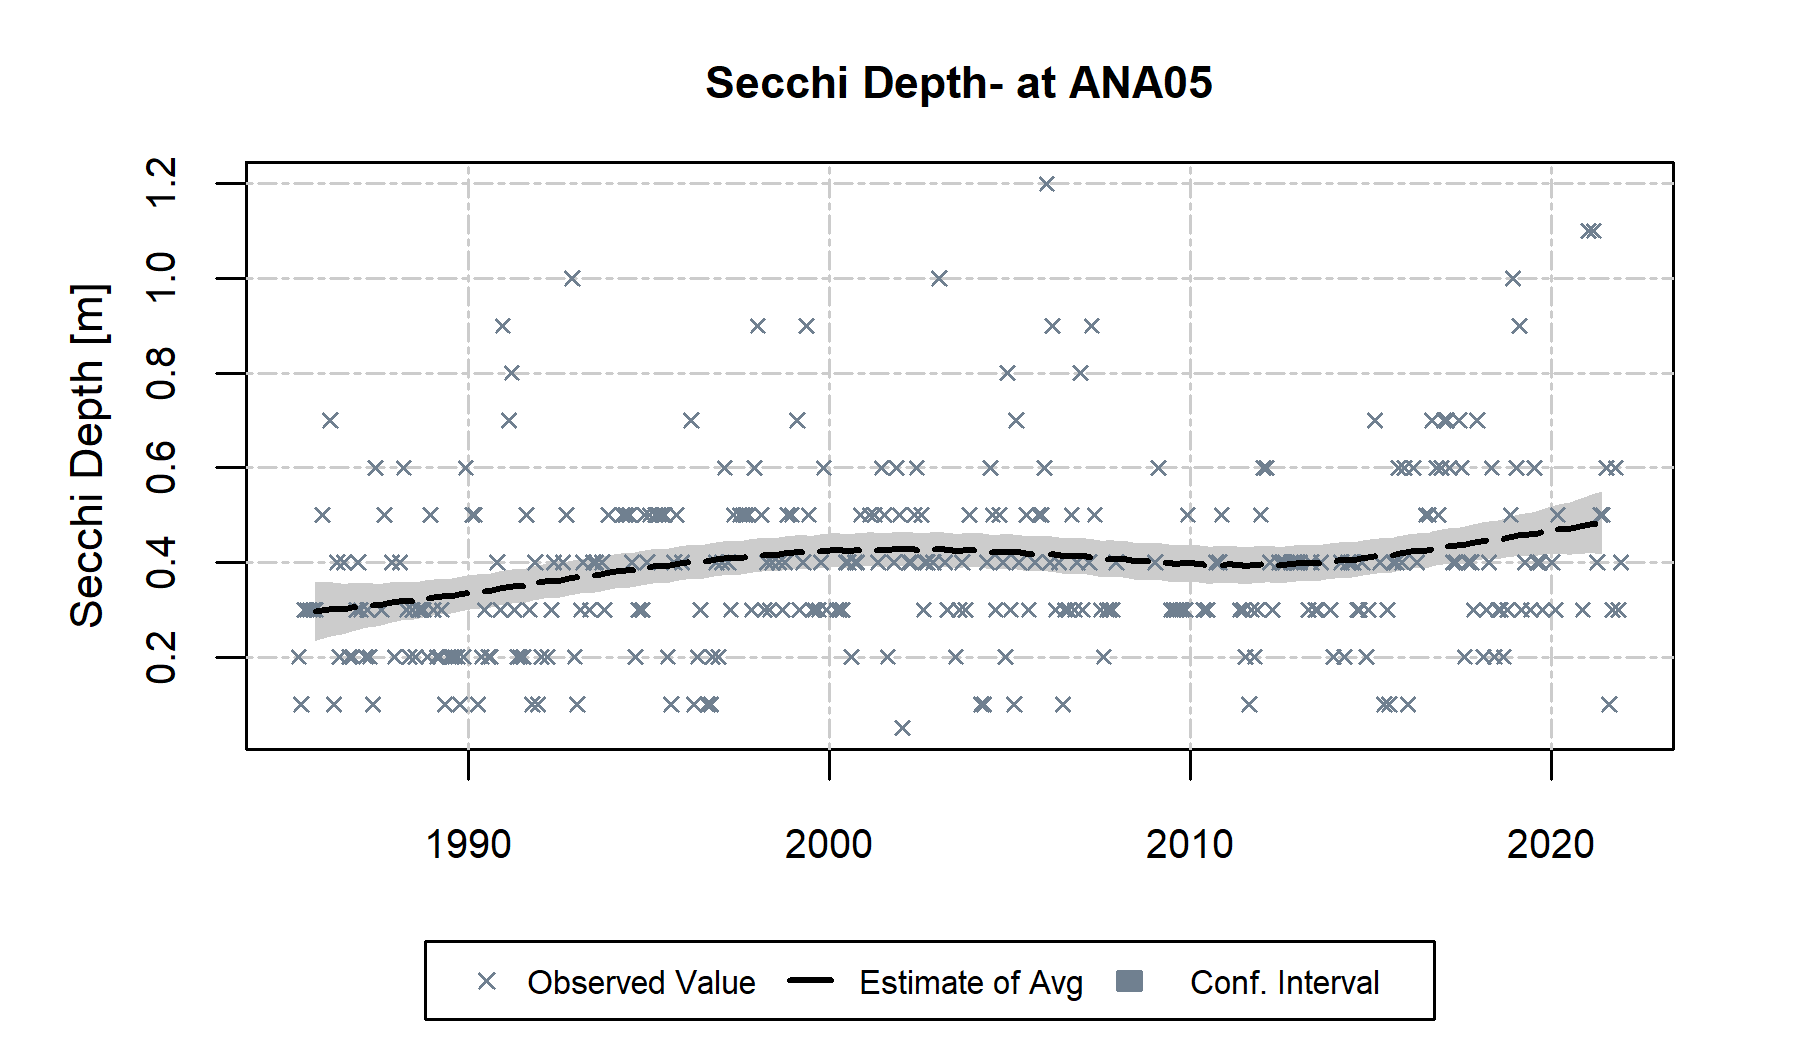 Secchi Depth- at ANA05
Secchi Depth [m]
1.2
1.0
0.8
0.6
0.4
0.2
1990 2000 2010 2020
Observed Value Estimate of Avg Conf. Interval